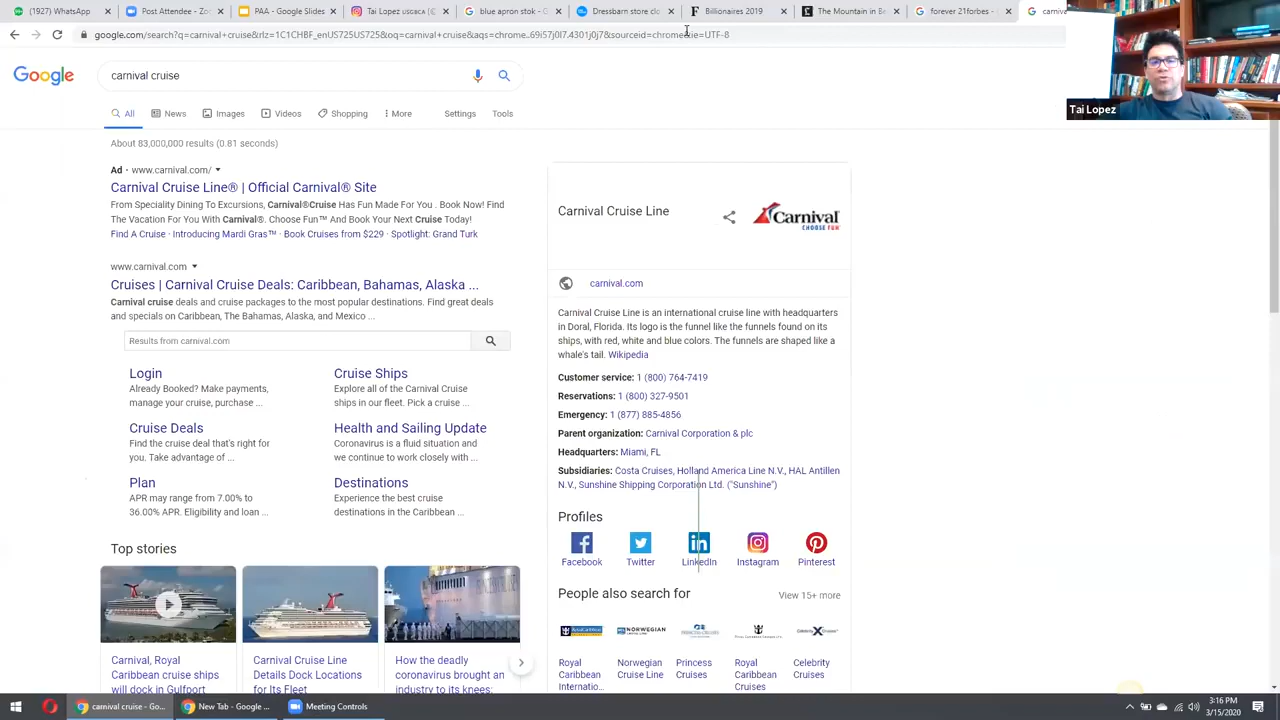 PAA - Google Slides
Tai Lopez lissaca (@
blue apron stok - G
Dressbarn store clo
Billionaires 2019
The Mountain in Be
forever 21forbes -
carniva
google.com/search?q=carnival+cruise&rlz=1C1CHBF_enUS725US725&oq=carnival+cruise&aqs=chrome..69i57j0l7.4301j0j7&sourceid=chrome&ie=UTF-8
Google
carnival cruise
Tai Lopez
All
News
Images
Videos
Shopping
More
Settings
Tools
About 83,000,000 results (0.81 seconds)
Ad · www.carnival.com/
Carnival Cruise Line® | Official Carnival® Site
From Speciality Dining To Excursions, Carnival®Cruise Has Fun Made For You . Book Now! Find
The Vacation For You With Carnival®. Choose Fun™ And Book Your Next Cruise Today!
Find A Cruise · Introducing Mardi Gras™ · Book Cruises from $229 · Spotlight: Grand Turk
www.carnival.com
Cruises | Carnival Cruise Deals: Caribbean, Bahamas, Alaska ...
Carnival cruise deals and cruise packages to the most popular destinations. Find great deals
and specials on Caribbean, The Bahamas, Alaska, and Mexico ...
Results from carnival.com
Login
Already Booked? Make payments,
manage your cruise, purchase ...
Cruise Ships
Explore all of the Carnival Cruise
ships in our fleet. Pick a cruise ...
Cruise Deals
Find the cruise deal that's right for
you. Take advantage of ...
Health and Sailing Update
Coronavirus is a fluid situation and
we continue to work closely with ...
Plan
APR may range from 7.00% to
36.00% APR. Eligibility and loan ...
Destinations
Experience the best cruise
destinations in the Caribbean ...
Top stories
Carnival, Royal
Caribbean cruise ships
will dock in Gulfport
Carnival Cruise Line
Details Dock Locations
for Its Fleet
How the deadly
coronavirus brought an
industry to its knees:
Carnival Cruise Line
Carnival
CHOOSE FUN
carnival.com
Carnival Cruise Line is an international cruise line with headquarters
in Doral, Florida. Its logo is the funnel like the funnels found on its
ships, with red, white and blue colors. The funnels are shaped like a
whale's tail. Wikipedia
Customer service: 1 (800) 764-7419
Reservations: 1 (800) 327-9501
Emergency: 1 (877) 885-4856
Parent organization: Carnival Corporation & plc
Headquarters: Miami, FL
Subsidiaries: Costa Cruises, Holland America Line N.V., HAL Antillen
N.V., Sunshine Shipping Corporation Ltd. ("Sunshine")
Profiles
Facebook
Twitter
LinkedIn
Instagram
Pinterest
People also search for
View 15+ more
Royal
Caribbean
Internatio...
Norwegian
Cruise Line
Princess
Cruises
Royal
Caribbean
Cruises
Celebrity
Cruises
carnival cruise - Go...
New Tab - Google ...
Meeting Controls
3:16 PM
3/15/2020